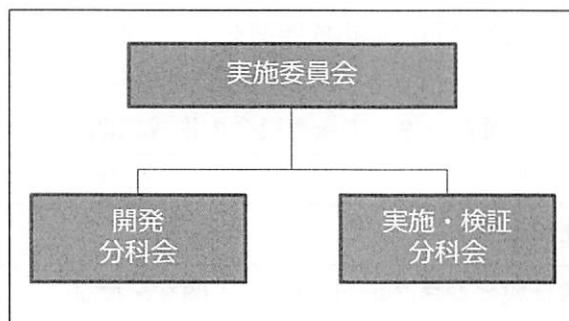 実施委員会
開発
分科会
実施・検証
分科会